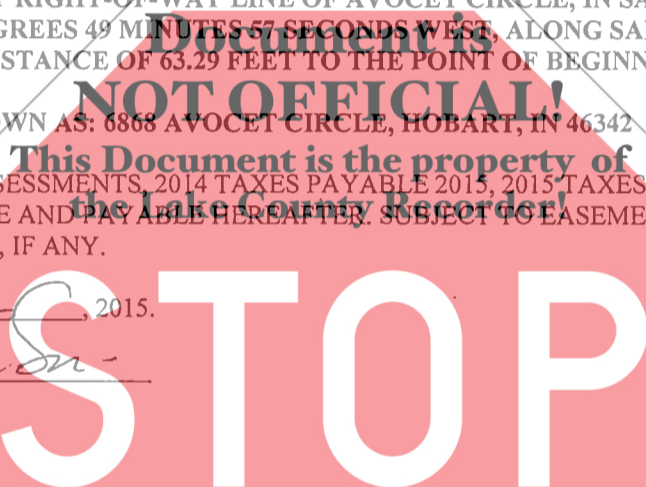 RIGHT-OF-WAY LINE OF AVOCET CIRCLE, IN SA
GREES 49 MINUTES 57 SECONDS WEST, ALONG SAI
Document is
STANCE OF 63.29 FEET TO THE POINT OF BEGINN
NOT OFFICIAL!
WN AS: 6868 AVOCET CIRCLE, HOBART, IN 46342
This Document is the property of
SESSMENTS, 2014 TAXES PAYABLE 2015, 2015 TAXES
the Lake County Recorder!
E AND PAYABLE HEREAFTER. SUBJECT TO EASEME
, IF ANY.
, 2015.
STOP